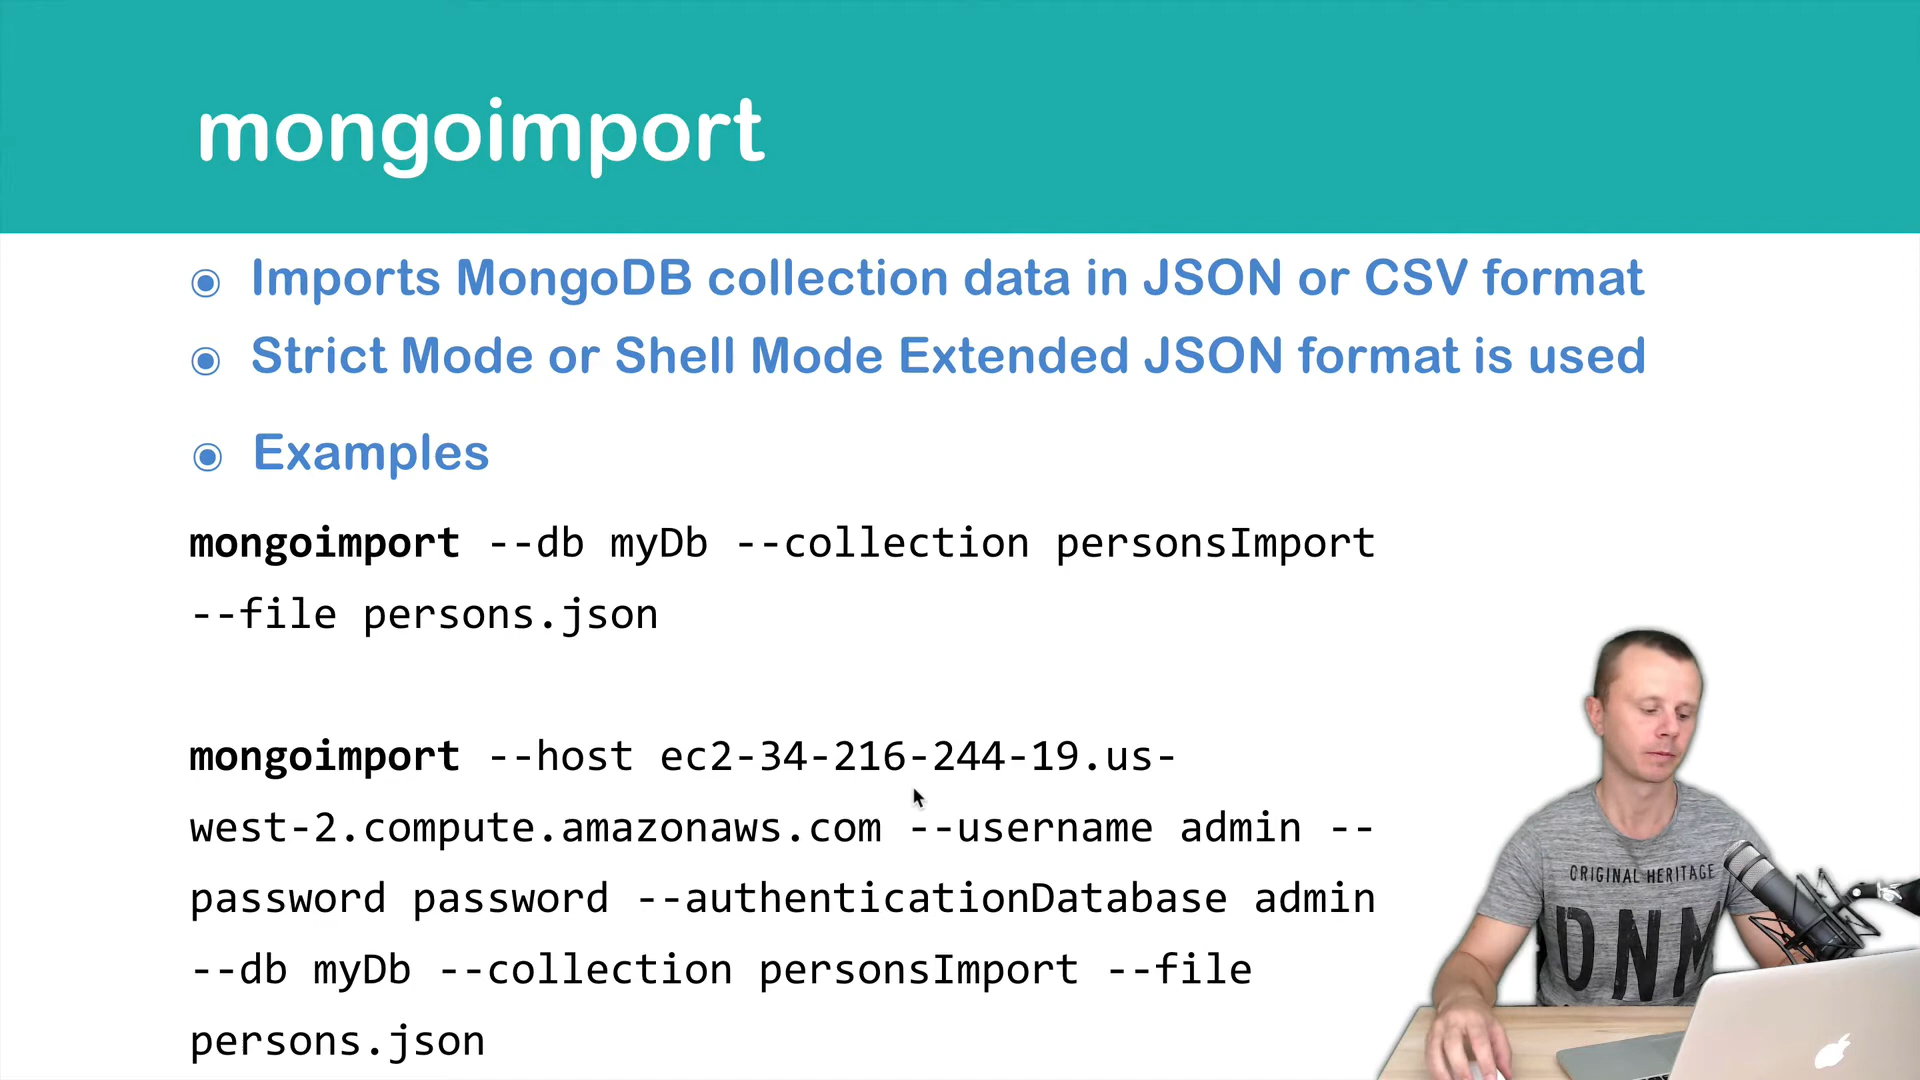 mongoimport
Imports MongoDB collection data in JSON or CSV format
Strict Mode or Shell Mode Extended JSON format is used
Examples
mongoimport --db myDb --collection personsImport
--file persons.json
mongoimport --host ec2-34-216-244-19.us-
west-2.compute.amazonaws.com --username admin --
password password --authenticationDatabase admin
--db myDb --collection personsImport --file
persons.json
ORIGINAL HERITAGE
DNM